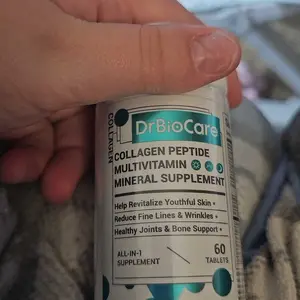 COLLAGEN
DrBioCare
COLLAGEN PEPTIDE
MULTIVITAMIN
MINERAL SUPPLEMENT
Help Revitalize Youthful Skin •
Reduce Fine Lines & Wrinkles •
Healthy Joints & Bone Support •
ALL-IN-1
SUPPLEMENT
60
TABLETS